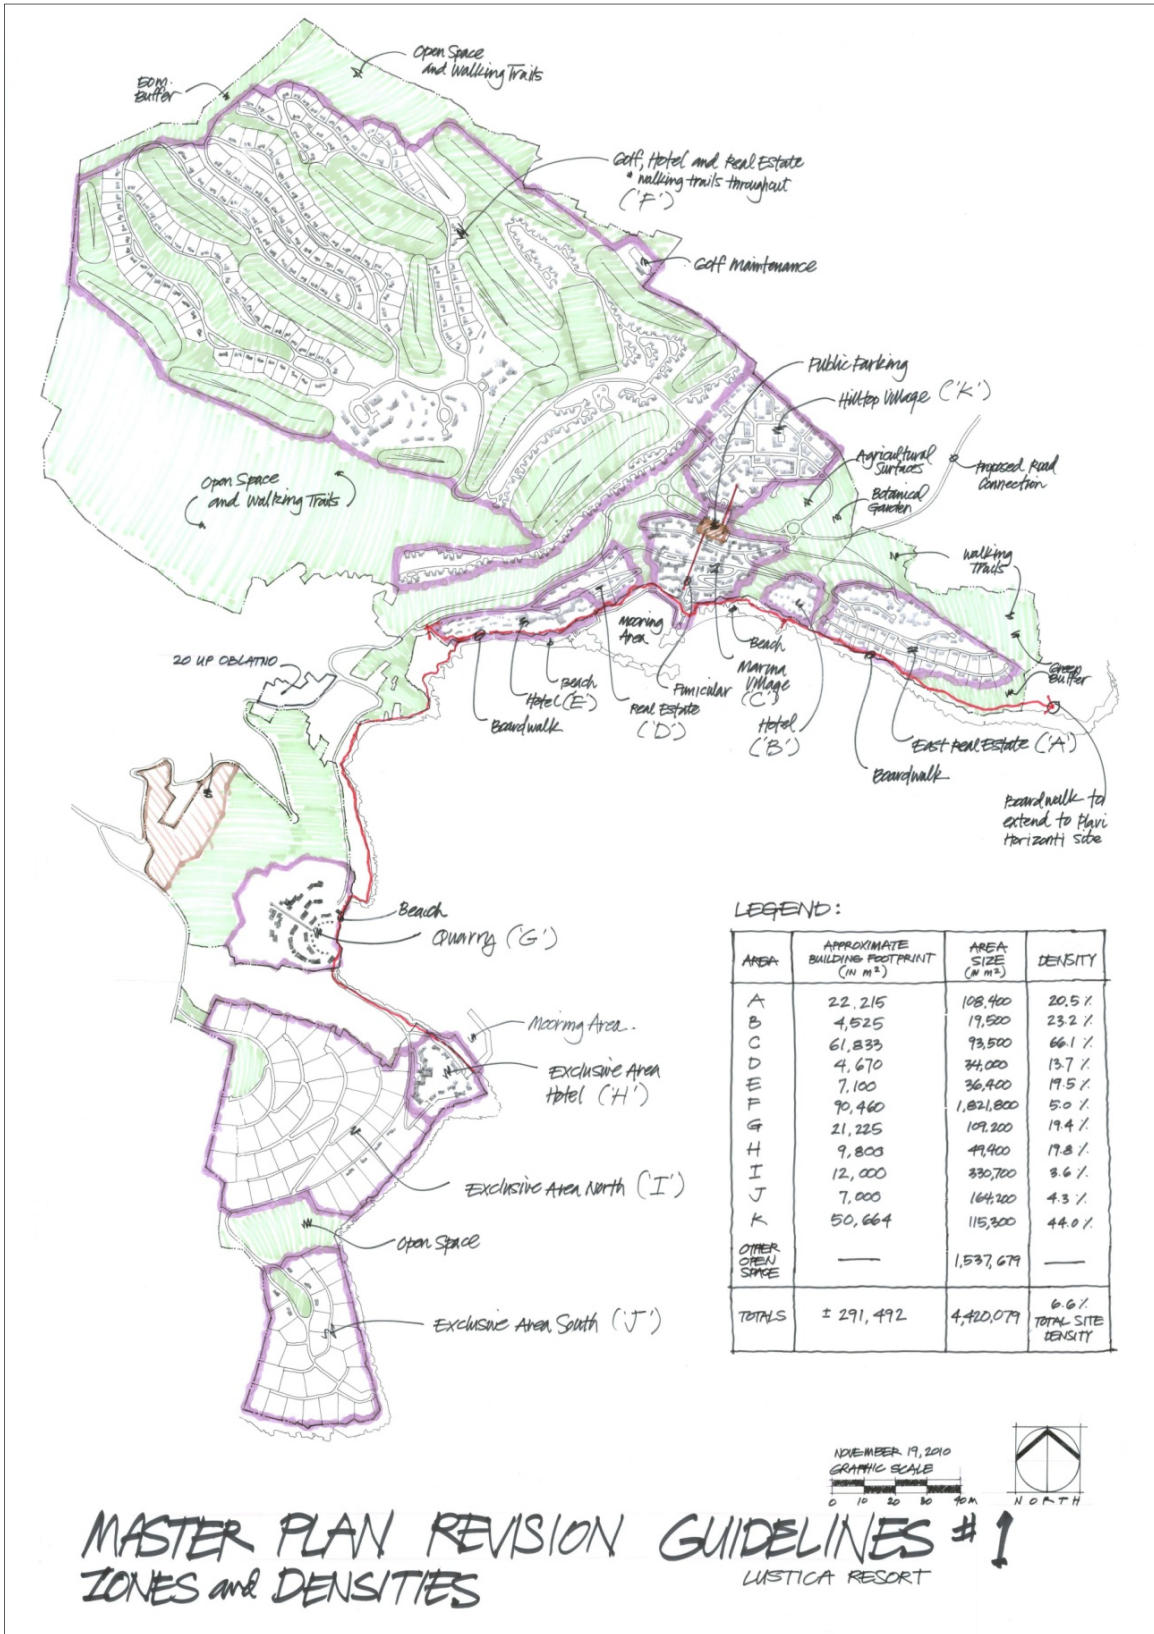 Open Space
and Walking Trails
50m.
Buffer
Golf, Hotel and Real Estate
* walking trails throughout
('F')
Golf Maintenance
Public Parking
Hilltop Village ('K')
Agricultural
Surfaces
Proposed Road
Connection
Botanical
Garden
Open Space
and Walking Trails
Walking
Trails
20 UP OBLATNO
Mooring
Area
Beach
Green
Buffer
Beach
Hotel ('E')
Boardwalk
Funicular
Real Estate
('D')
Marina
Village
('C')
Hotel
('B')
East Real Estate ('A')
Boardwalk
Boardwalk to
extend to Plavi
Horizonti site
Beach
Quarry ('G')
Mooring Area.
Exclusive Area
Hotel ('H')
Exclusive Area North ('I')
Open Space
Exclusive Area South ('J')
LEGEND:
AREA APPROXIMATE BUILDING FOOTPRINT (IN M²) AREA SIZE (IN M²) DENSITY
A 22,215 108,400 20.5 %
B 4,525 19,500 23.2 %
C 61,833 93,500 66.1 %
D 4,670 34,000 13.7 %
E 7,100 36,400 19.5 %
F 90,460 1,821,800 5.0 %
G 21,225 109,200 19.4 %
H 9,800 49,400 19.8 %
I 12,000 330,700 3.6 %
J 7,000 164,200 4.3 %
K 50,664 115,300 44.0 %
OTHER OPEN SPACE — 1,537,679 —
TOTALS ± 291,492 4,420,079 6.6 % TOTAL SITE DENSITY
NOVEMBER 19, 2010
GRAPHIC SCALE
0 10 20 30 40 M
NORTH
MASTER PLAN REVISION GUIDELINES #1
ZONES and DENSITIES
LUSTICA RESORT